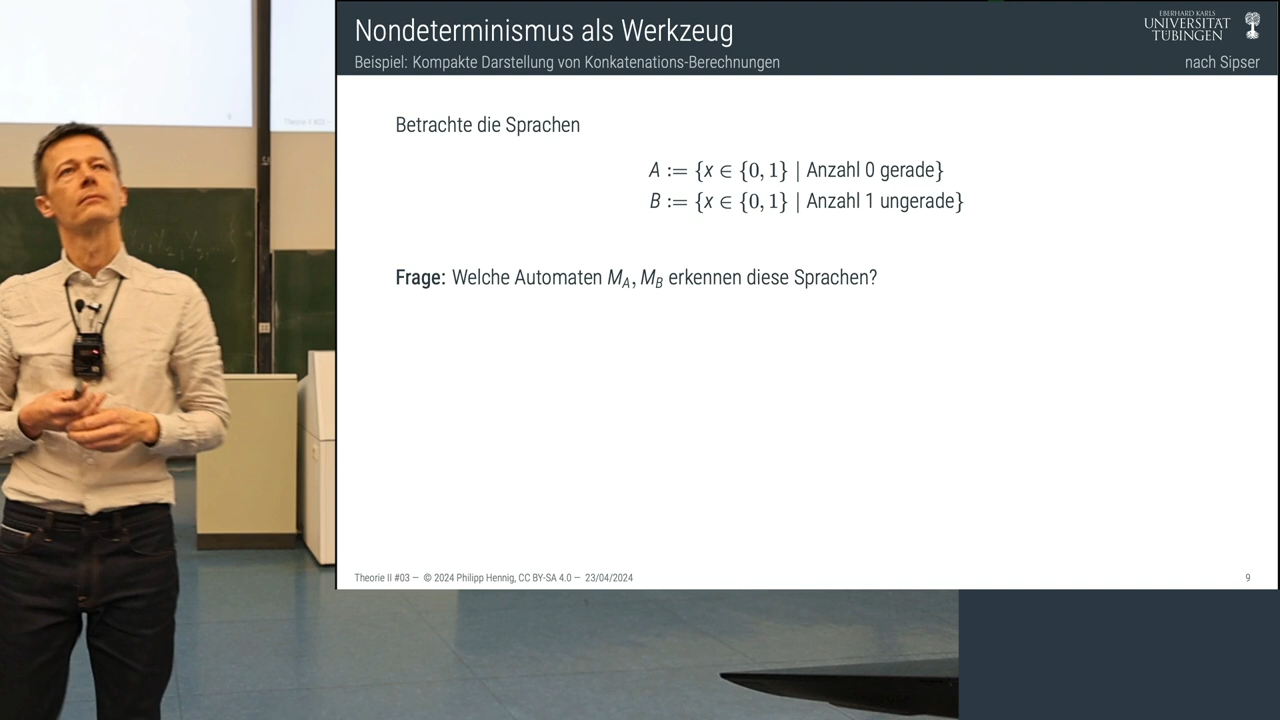 Nondeterminismus als Werkzeug
Beispiel: Kompakte Darstellung von Konkatenations-Berechnungen
EBERHARD KARLS
UNIVERSITÄT
TÜBINGEN
nach Sipser
Betrachte die Sprachen
A := {x ∈ {0, 1} | Anzahl 0 gerade}
B := {x ∈ {0, 1} | Anzahl 1 ungerade}
Frage: Welche Automaten M_A, M_B erkennen diese Sprachen?
Theorie II #03 — © 2024 Philipp Hennig, CC BY-SA 4.0 — 23/04/2024
9